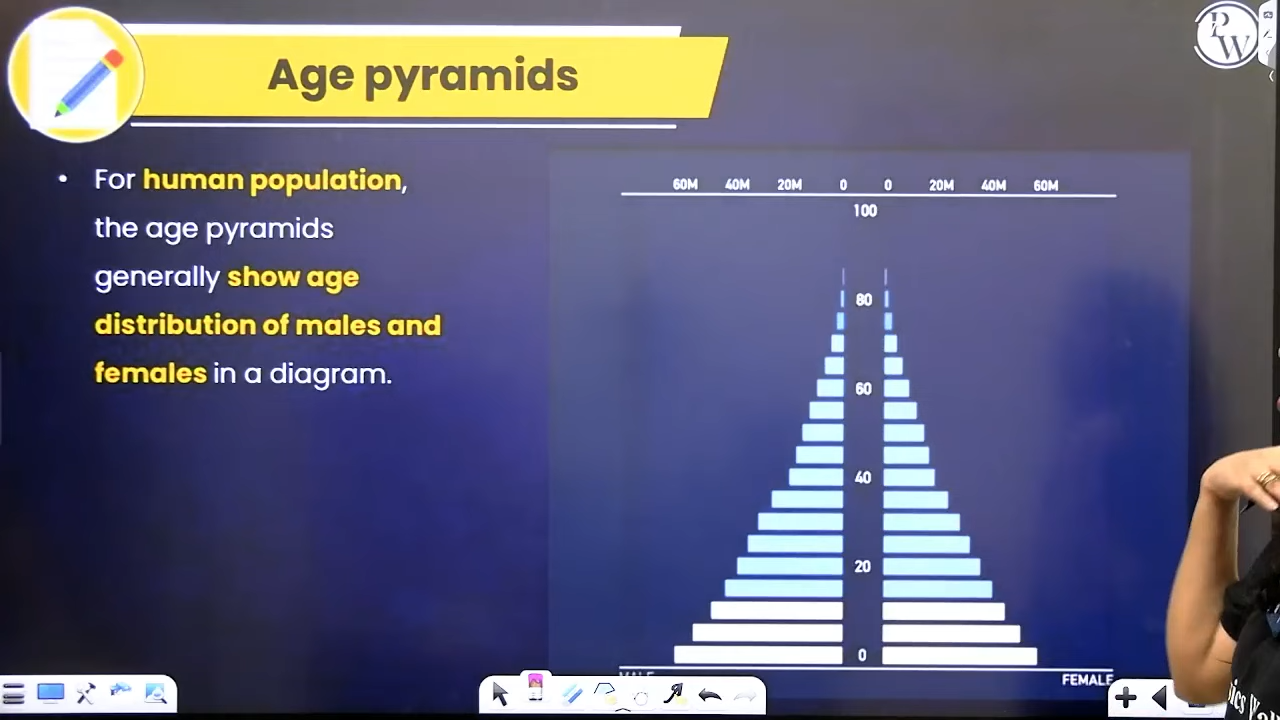 Age pyramids
PW
• For human population,
the age pyramids
generally show age
distribution of males and
females in a diagram.
60M 40M 20M 0 0 20M 40M 60M
100
80
60
40
20
0
FEMALE